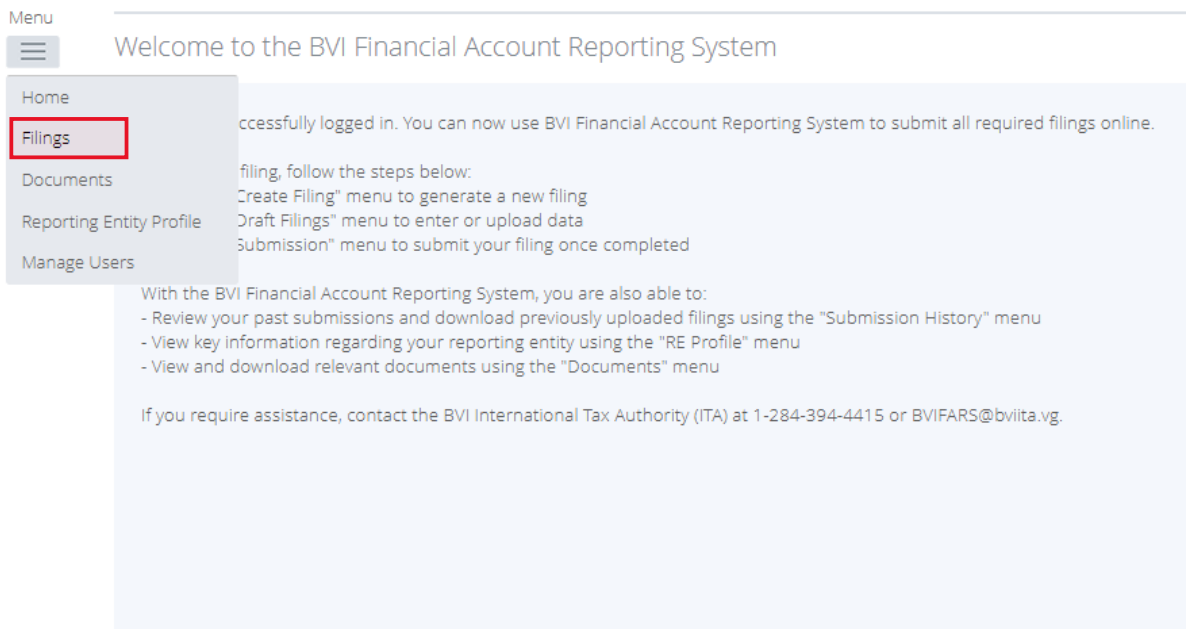 Menu
Welcome to the BVI Financial Account Reporting System
Home
Filings
Documents
Reporting Entity Profile
Manage Users
ccessfully logged in. You can now use BVI Financial Account Reporting System to submit all required filings online.
filing, follow the steps below:
Create Filing" menu to generate a new filing
Draft Filings" menu to enter or upload data
Submission" menu to submit your filing once completed
With the BVI Financial Account Reporting System, you are also able to:
- Review your past submissions and download previously uploaded filings using the "Submission History" menu
- View key information regarding your reporting entity using the "RE Profile" menu
- View and download relevant documents using the "Documents" menu
If you require assistance, contact the BVI International Tax Authority (ITA) at 1-284-394-4415 or BVIFARS@bviita.vg.